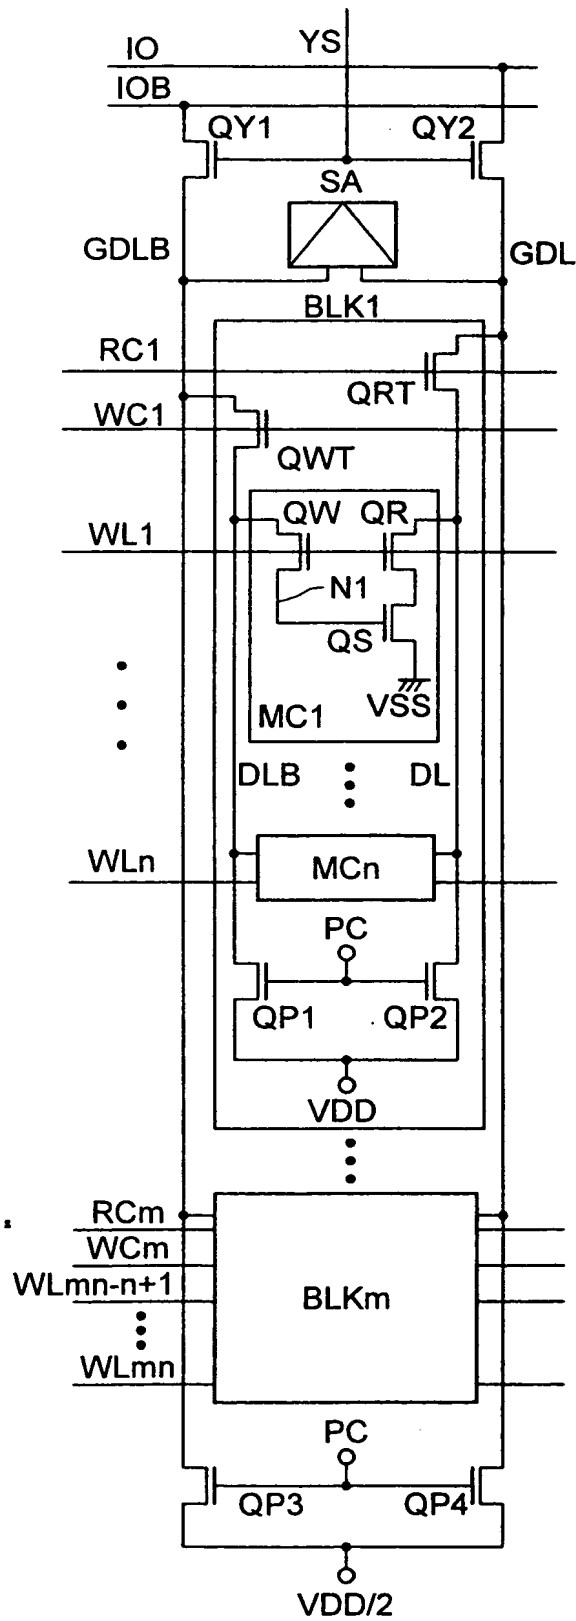 YS
IO
IOB
QY1
QY2
SA
GDLB
GDL
BLK1
RC1
QRT
WC1
QWT
QW
QR
WL1
N1
QS
VSS
MC1
DLB
DL
WLn
MCn
PC
QP1
QP2
VDD
RCm
WCm
WLmn-n+1
BLKm
WLmn
PC
QP3
QP4
VDD/2